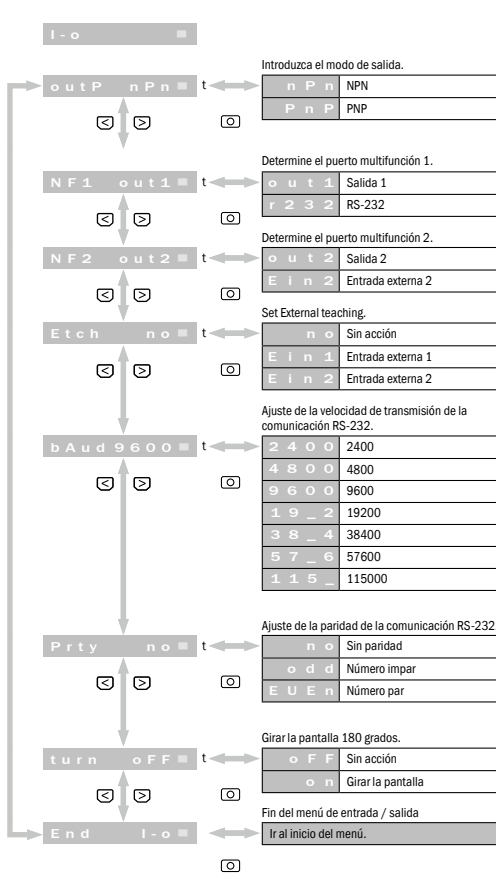 I-o
Introduzca el modo de salida.
outP nPn t
nPn NPN
PnP PNP
Determine el puerto multifunción 1.
NF1 out1 t
out1 Salida 1
r232 RS-232
Determine el puerto multifunción 2.
NF2 out2 t
out2 Salida 2
Ein2 Entrada externa 2
Set External teaching.
Etch no t
no Sin acción
Ein1 Entrada externa 1
Ein2 Entrada externa 2
Ajuste de la velocidad de transmisión de la
comunicación RS-232.
bAud9600 t
2400 2400
4800 4800
9600 9600
19_2 19200
38_4 38400
57_6 57600
115_ 115000
Ajuste de la paridad de la comunicación RS-232.
Prty no t
no Sin paridad
odd Número impar
EUEn Número par
Girar la pantalla 180 grados.
turn oFF t
oFF Sin acción
on Girar la pantalla
Fin del menú de entrada / salida
End I-o
Ir al inicio del menú.